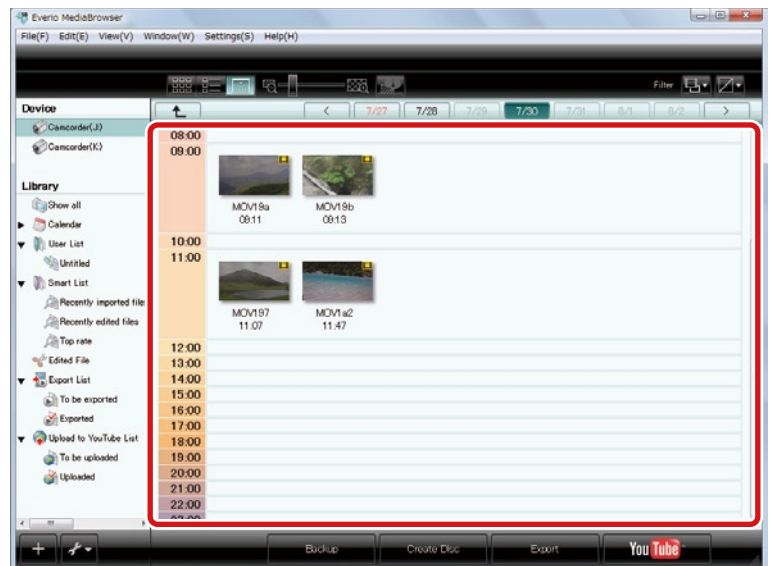 Everio MediaBrowser
File(F) Edit(E) View(V) Window(W) Settings(S) Help(H)
Filter
Device
< 7/27 7/28 7/29 7/30 7/31 8/1 8/2 >
Camcorder(J:)
Camcorder(K:)
Library
Show all
Calendar
User List
Untitled
Smart List
Recently imported file
Recently edited files
Top rate
Edited File
Export List
To be exported
Exported
Upload to YouTube List
To be uploaded
Uploaded
08:00
09:00
MOV19a MOV19b
09:11 09:13
10:00
11:00
MOV197 MOV1a2
11:07 11:47
12:00
13:00
14:00
15:00
16:00
17:00
18:00
19:00
20:00
21:00
22:00
Backup Create Disc Export YouTube